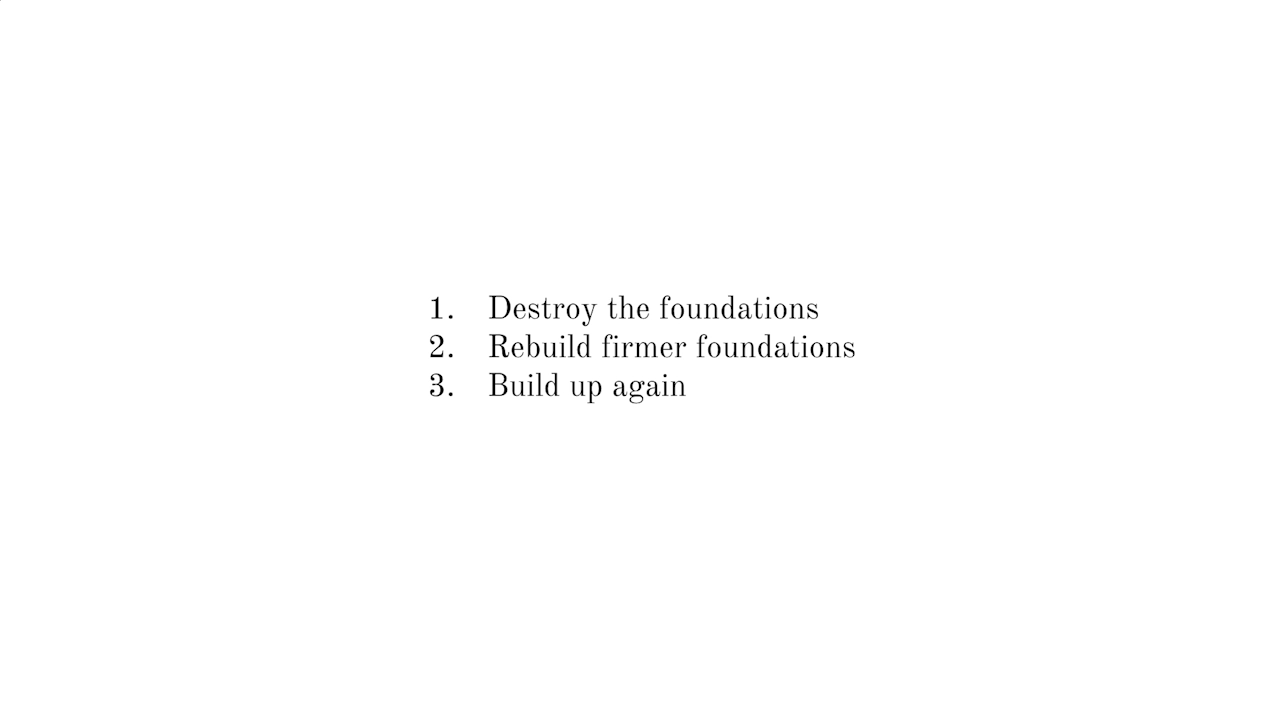 1. Destroy the foundations
2. Rebuild firmer foundations
3. Build up again